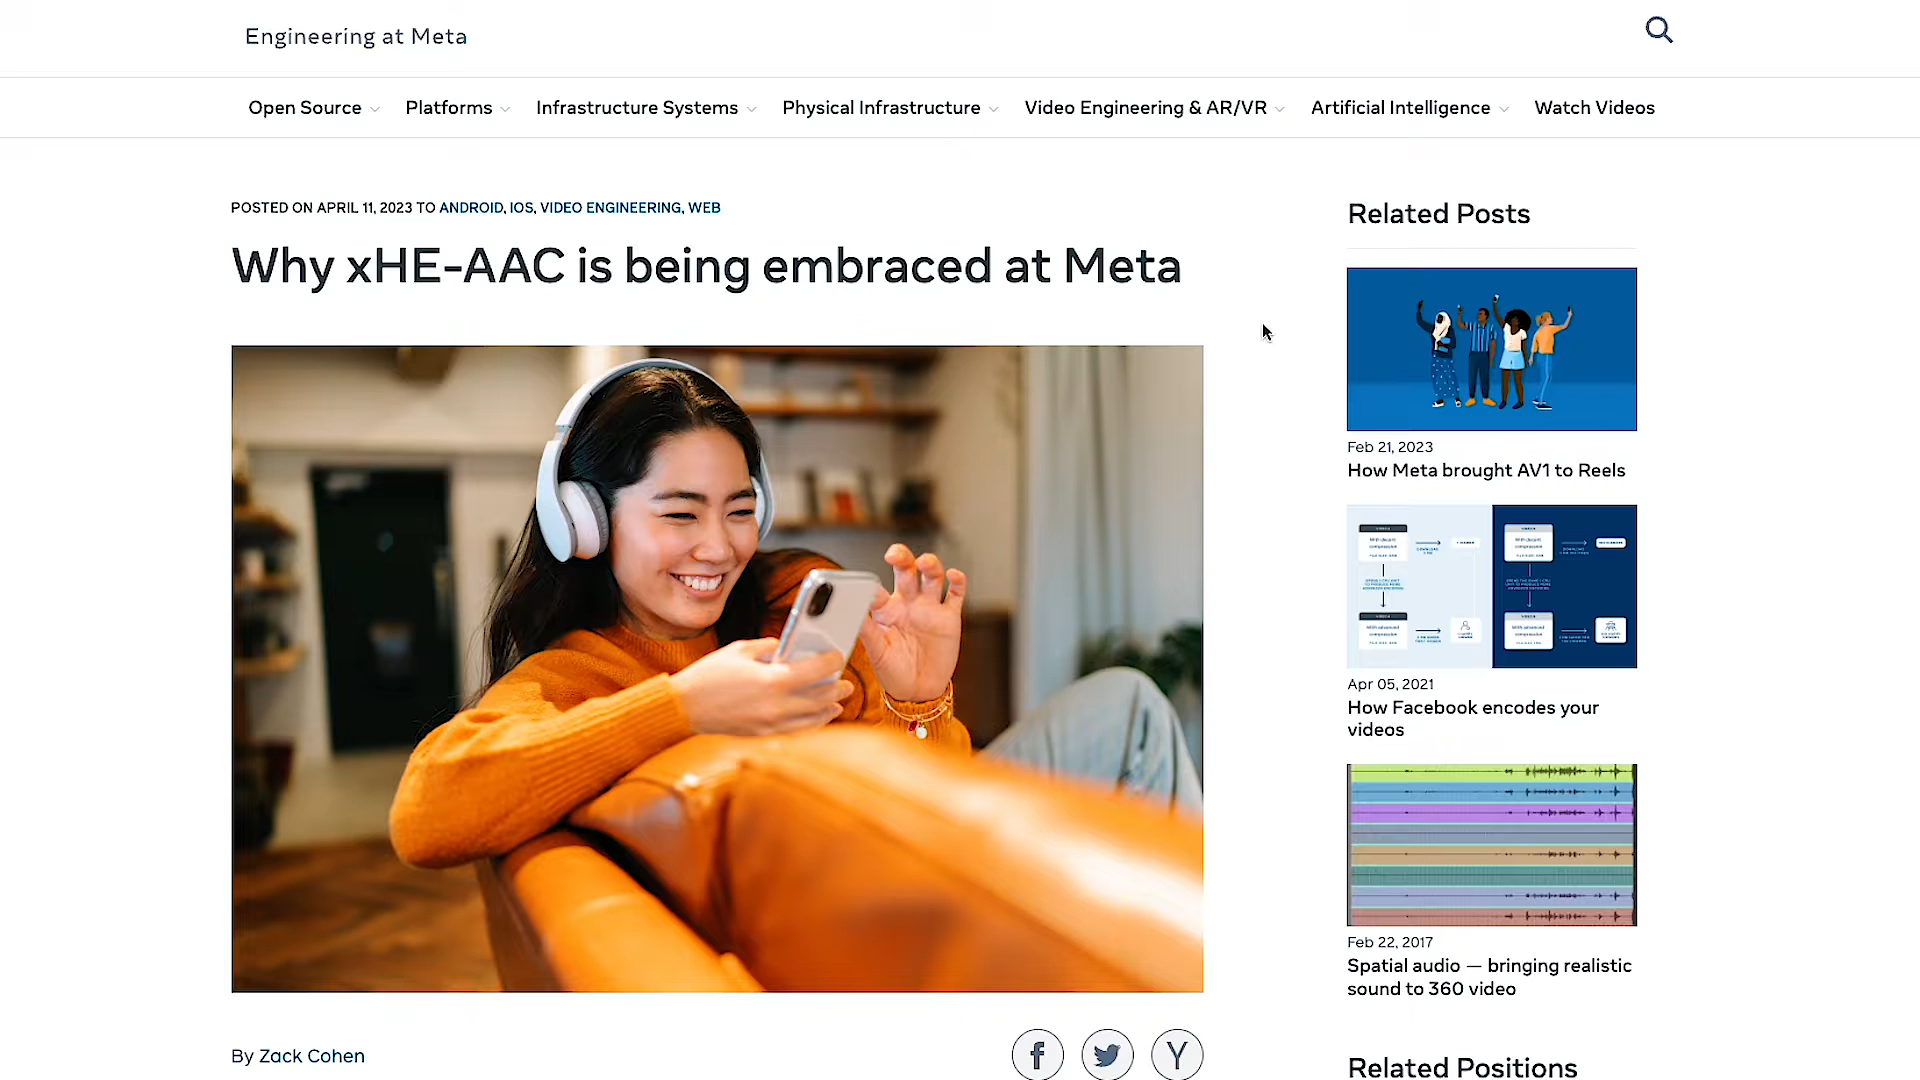 Engineering at Meta
Open Source Platforms Infrastructure Systems Physical Infrastructure Video Engineering & AR/VR Artificial Intelligence Watch Videos
POSTED ON APRIL 11, 2023 TO ANDROID, IOS, VIDEO ENGINEERING, WEB
Why xHE-AAC is being embraced at Meta
By Zack Cohen
Related Posts
Feb 21, 2023
How Meta brought AV1 to Reels
Apr 05, 2021
How Facebook encodes your
videos
Feb 22, 2017
Spatial audio — bringing realistic
sound to 360 video
Related Positions